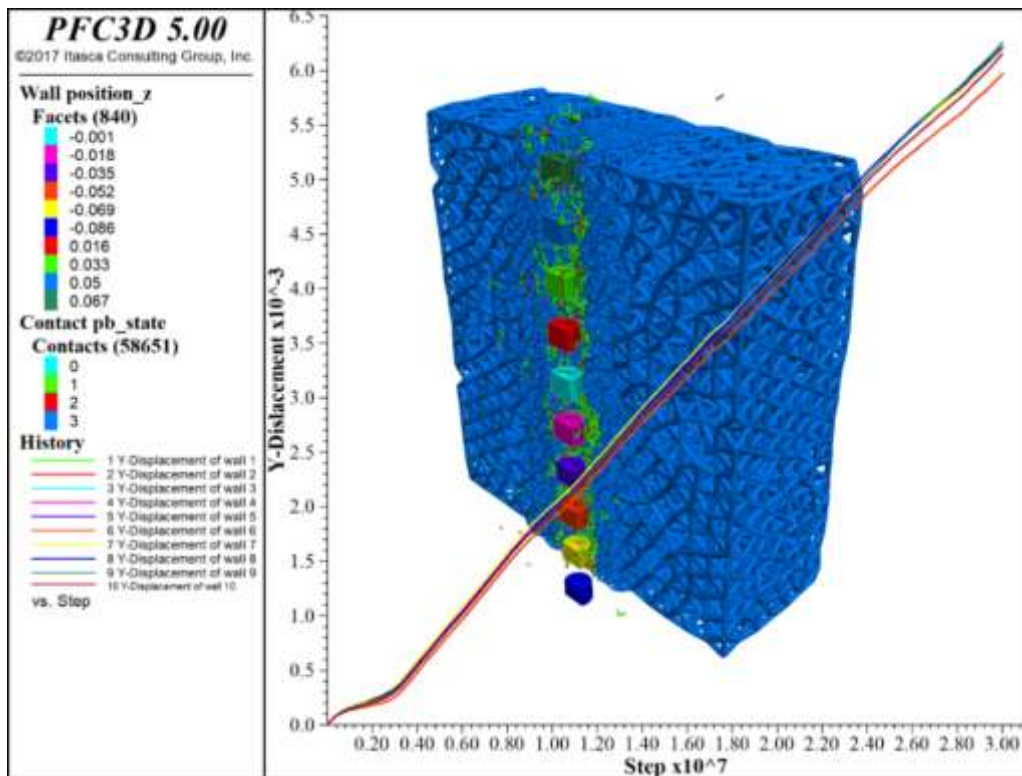 PFC3D 5.00
©2017 Itasca Consulting Group, Inc.
Wall position_z
Facets (840)
-0.001
-0.018
-0.035
-0.052
-0.069
-0.086
0.016
0.033
0.05
0.067
Contact pb_state
Contacts (58651)
0
1
2
3
History
1 Y-Displacement of wall 1
2 Y-Displacement of wall 2
3 Y-Displacement of wall 3
4 Y-Displacement of wall 4
5 Y-Displacement of wall 5
6 Y-Displacement of wall 6
7 Y-Displacement of wall 7
8 Y-Displacement of wall 8
9 Y-Displacement of wall 9
10 Y-Displacement of wall 10
vs. Step
Y-Dislacement x10^-3
6.0
5.5
5.0
4.5
4.0
3.5
3.0
2.5
2.0
1.5
1.0
0.5
0.0
0.20 0.40 0.60 0.80 1.00 1.20 1.40 1.60 1.80 2.00 2.20 2.40 2.60 2.80 3.00
Step x10^7